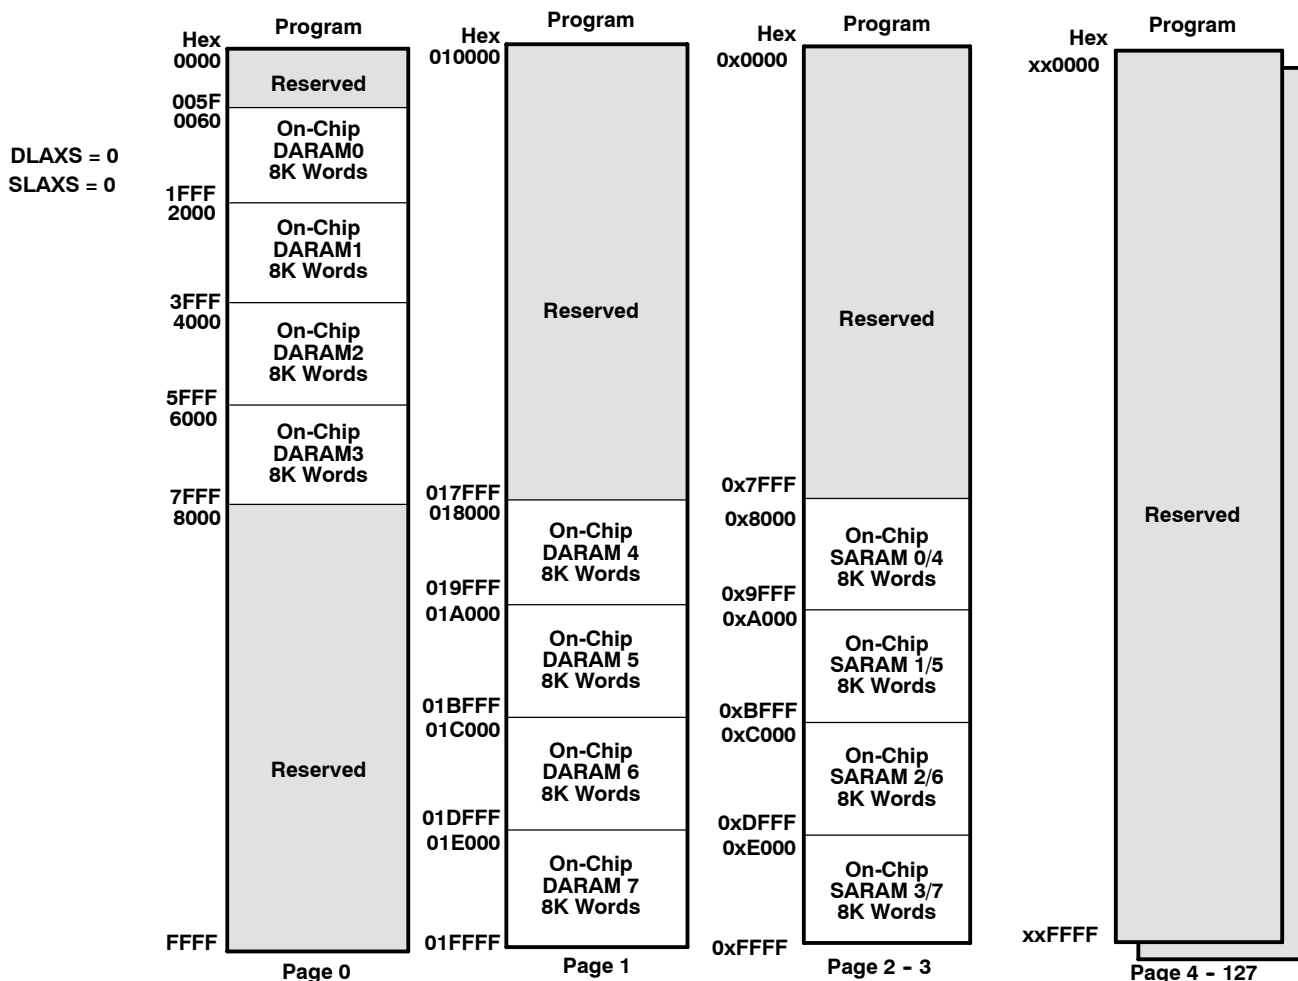 DLAXS = 0
SLAXS = 0
Program
Hex
0000
Reserved
005F
0060
On-Chip
DARAM0
8K Words
1FFF
2000
On-Chip
DARAM1
8K Words
3FFF
4000
On-Chip
DARAM2
8K Words
5FFF
6000
On-Chip
DARAM3
8K Words
7FFF
8000
Reserved
FFFF
Page 0
Program
Hex
010000
Reserved
017FFF
018000
On-Chip
DARAM 4
8K Words
019FFF
01A000
On-Chip
DARAM 5
8K Words
01BFFF
01C000
On-Chip
DARAM 6
8K Words
01DFFF
01E000
On-Chip
DARAM 7
8K Words
01FFFF
Page 1
Program
Hex
0x0000
Reserved
0x7FFF
0x8000
On-Chip
SARAM 0/4
8K Words
0x9FFF
0xA000
On-Chip
SARAM 1/5
8K Words
0xBFFF
0xC000
On-Chip
SARAM 2/6
8K Words
0xDFFF
0xE000
On-Chip
SARAM 3/7
8K Words
0xFFFF
Page 2 - 3
Program
Hex
xx0000
Reserved
xxFFFF
Page 4 - 127